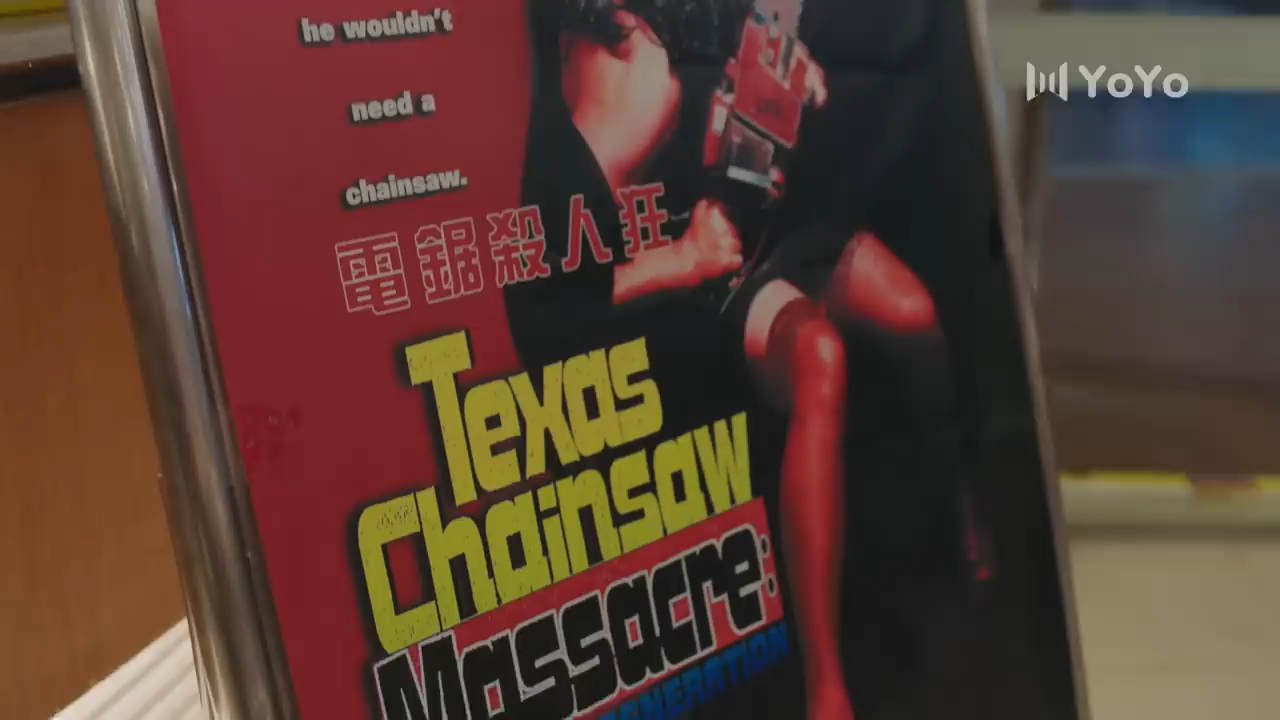 he wouldn't
need a
chainsaw.
電鋸殺人狂
Texas
Chainsaw
Massacre:
YoYo